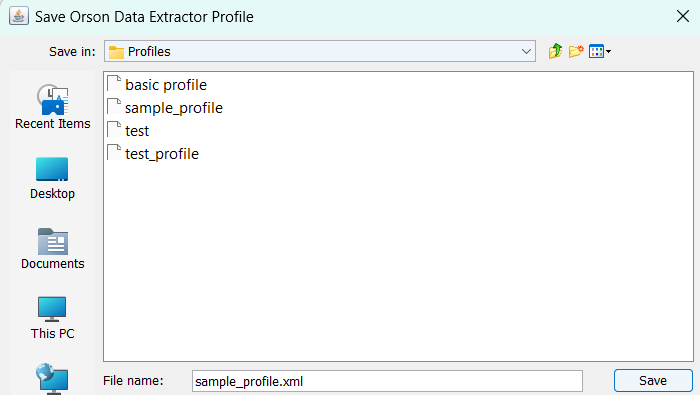 Save Orson Data Extractor Profile
Save in: Profiles
basic profile
sample_profile
test
test_profile
Recent Items
Desktop
Documents
This PC
File name: sample_profile.xml Save